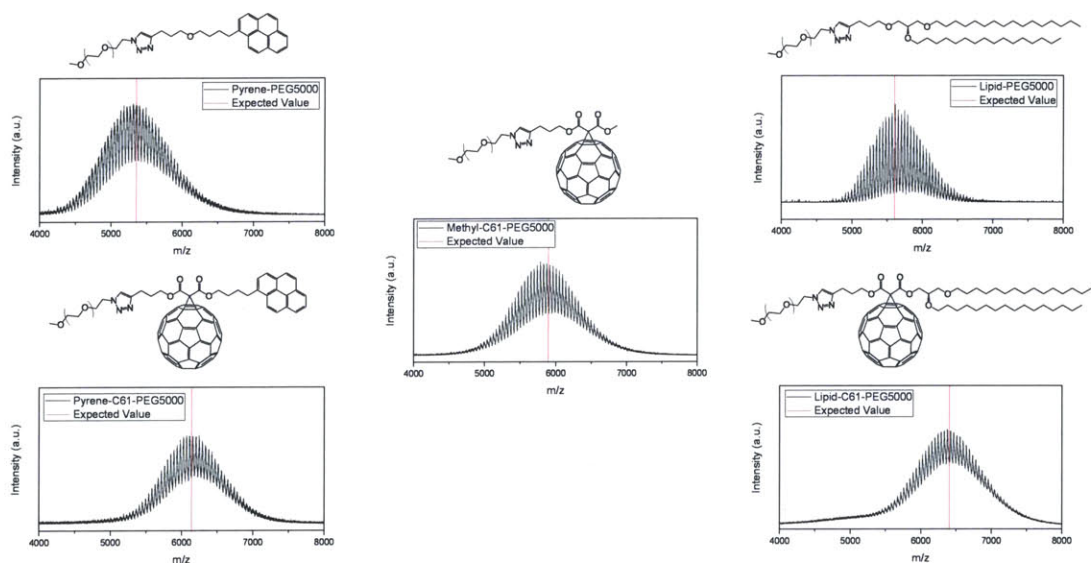 Pyrene-PEG5000
Expected Value
Intensity (a.u.)
4000 5000 6000 7000 8000
m/z
Lipid-PEG5000
Expected Value
Intensity (a.u.)
4000 5000 6000 7000 8000
m/z
Methyl-C61-PEG5000
Expected Value
Intensity (a.u.)
4000 5000 6000 7000 8000
m/z
Pyrene-C61-PEG5000
Expected Value
Intensity (a.u.)
4000 5000 6000 7000 8000
m/z
Lipid-C61-PEG5000
Expected Value
Intensity (a.u.)
4000 5000 6000 7000 8000
m/z